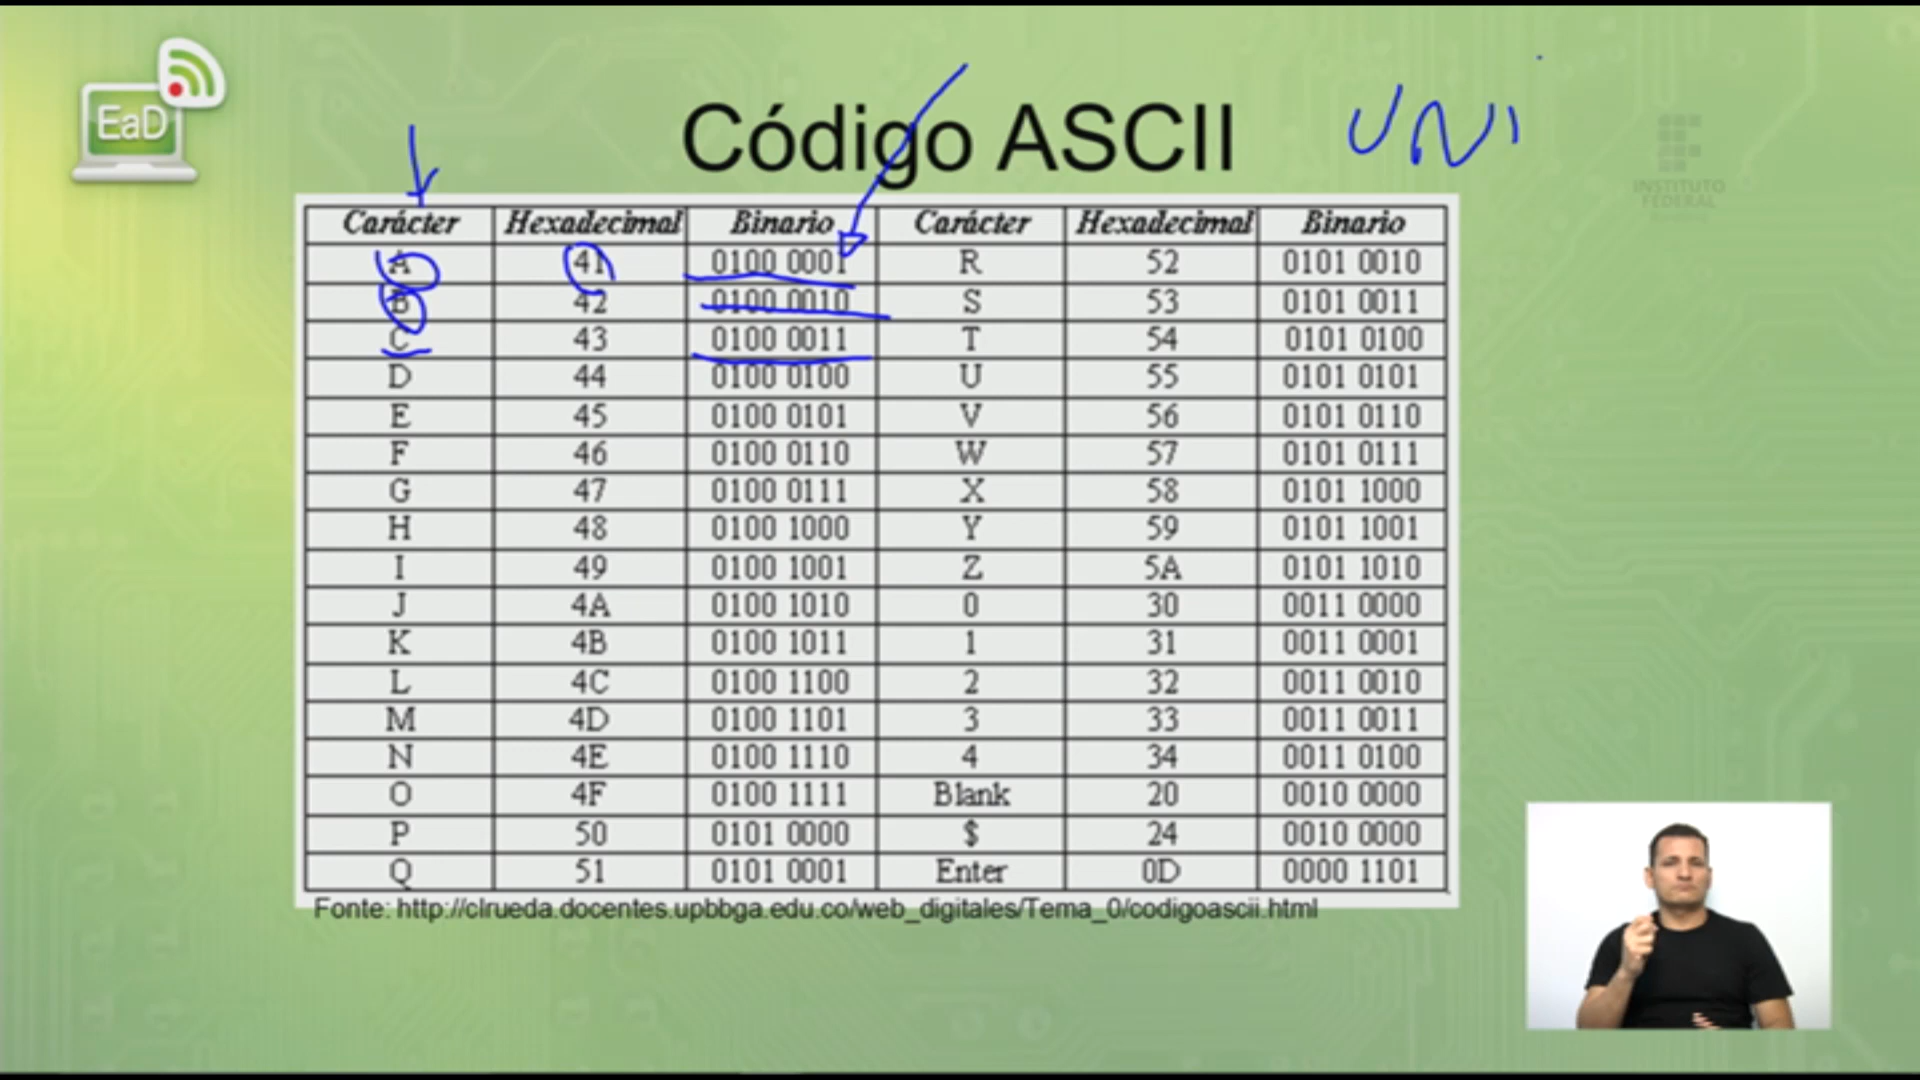 EaD
Código ASCII
UNI
INSTITUTO
FEDERAL
Carácter Hexadecimal Binario Carácter Hexadecimal Binario
A 41 0100 0001 R 52 0101 0010
B 42 0100 0010 S 53 0101 0011
C 43 0100 0011 T 54 0101 0100
D 44 0100 0100 U 55 0101 0101
E 45 0100 0101 V 56 0101 0110
F 46 0100 0110 W 57 0101 0111
G 47 0100 0111 X 58 0101 1000
H 48 0100 1000 Y 59 0101 1001
I 49 0100 1001 Z 5A 0101 1010
J 4A 0100 1010 0 30 0011 0000
K 4B 0100 1011 1 31 0011 0001
L 4C 0100 1100 2 32 0011 0010
M 4D 0100 1101 3 33 0011 0011
N 4E 0100 1110 4 34 0011 0100
O 4F 0100 1111 Blank 20 0010 0000
P 50 0101 0000 $ 24 0010 0000
Q 51 0101 0001 Enter 0D 0000 1101
Fonte: http://clrueda.docentes.upbbga.edu.co/web_digitales/Tema_0/codigoascii.html